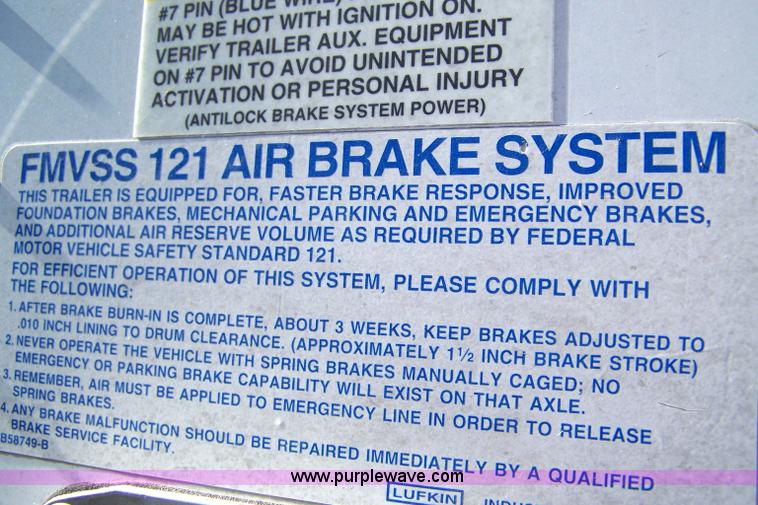 #7 PIN (BLUE WIRE)
MAY BE HOT WITH IGNITION ON.
VERIFY TRAILER AUX. EQUIPMENT
ON #7 PIN TO AVOID UNINTENDED
ACTIVATION OR PERSONAL INJURY
(ANTILOCK BRAKE SYSTEM POWER)
FMVSS 121 AIR BRAKE SYSTEM
THIS TRAILER IS EQUIPPED FOR, FASTER BRAKE RESPONSE, IMPROVED
FOUNDATION BRAKES, MECHANICAL PARKING AND EMERGENCY BRAKES,
AND ADDITIONAL AIR RESERVE VOLUME AS REQUIRED BY FEDERAL
MOTOR VEHICLE SAFETY STANDARD 121.
FOR EFFICIENT OPERATION OF THIS SYSTEM, PLEASE COMPLY WITH
THE FOLLOWING:
1. AFTER BRAKE BURN-IN IS COMPLETE, ABOUT 3 WEEKS, KEEP BRAKES ADJUSTED TO
.010 INCH LINING TO DRUM CLEARANCE. (APPROXIMATELY 1½ INCH BRAKE STROKE)
2. NEVER OPERATE THE VEHICLE WITH SPRING BRAKES MANUALLY CAGED; NO
EMERGENCY OR PARKING BRAKE CAPABILITY WILL EXIST ON THAT AXLE.
3. REMEMBER, AIR MUST BE APPLIED TO EMERGENCY LINE IN ORDER TO RELEASE
SPRING BRAKES.
4. ANY BRAKE MALFUNCTION SHOULD BE REPAIRED IMMEDIATELY BY A QUALIFIED
BRAKE SERVICE FACILITY.
B58749-B
www.purplewave.com
LUFKIN